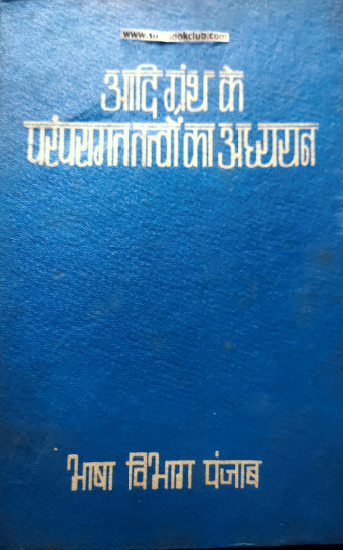 आदि ग्रंथ के
परंपरागत तत्वों का अध्ययन
भाषा विभाग पंजाब